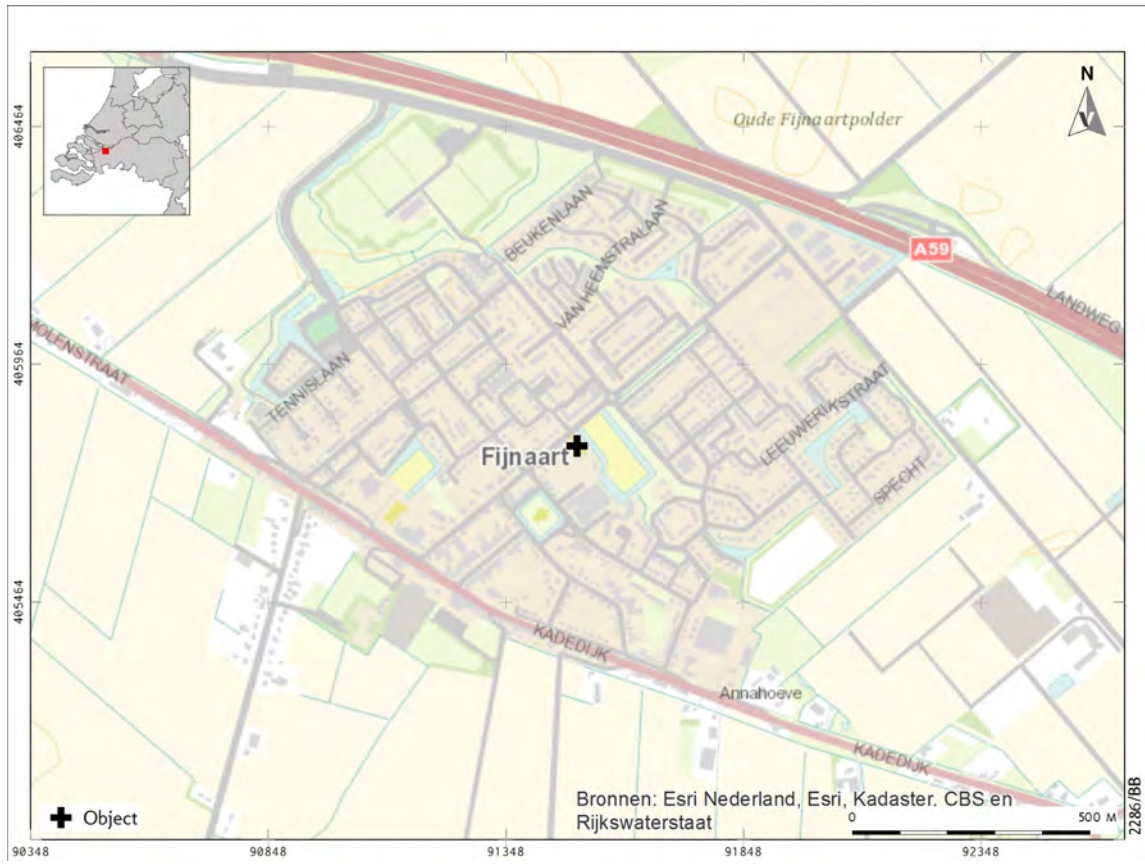 N
Oude Fijnaartpolder
406464
BEUKENLAAN
VAN HEEMSTRALAAN
A59
LANDWEG
MOLENSTRAAT
405964
TENNISLAAN
LEEUWERIKSTRAAT
Fijnaart
SPECHT
405464
KADEDIJK
Annahoeve
KADEDIJK
Object
Bronnen: Esri Nederland, Esri, Kadaster. CBS en
Rijkswaterstaat
0 500 M
2286/BB
90348 90848 91348 91848 92348